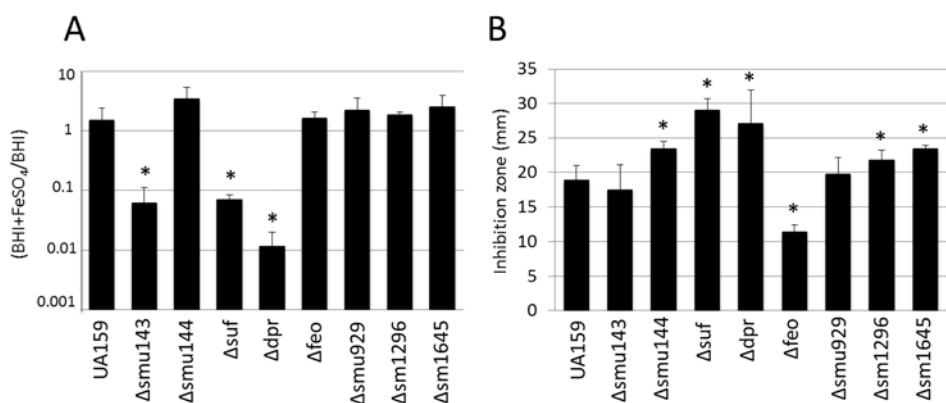 A
(BHI+FeSO4/BHI)
10
1
0.1
0.01
0.001
*
*
*
UA159
Δsmu143
Δsmu144
Δsuf
Δdpr
Δfeo
Δsmu929
Δsm1296
Δsm1645
B
Inhibition zone (mm)
35
30
25
20
15
10
5
0
*
*
*
*
*
*
UA159
Δsmu143
Δsmu144
Δsuf
Δdpr
Δfeo
Δsmu929
Δsm1296
Δsm1645